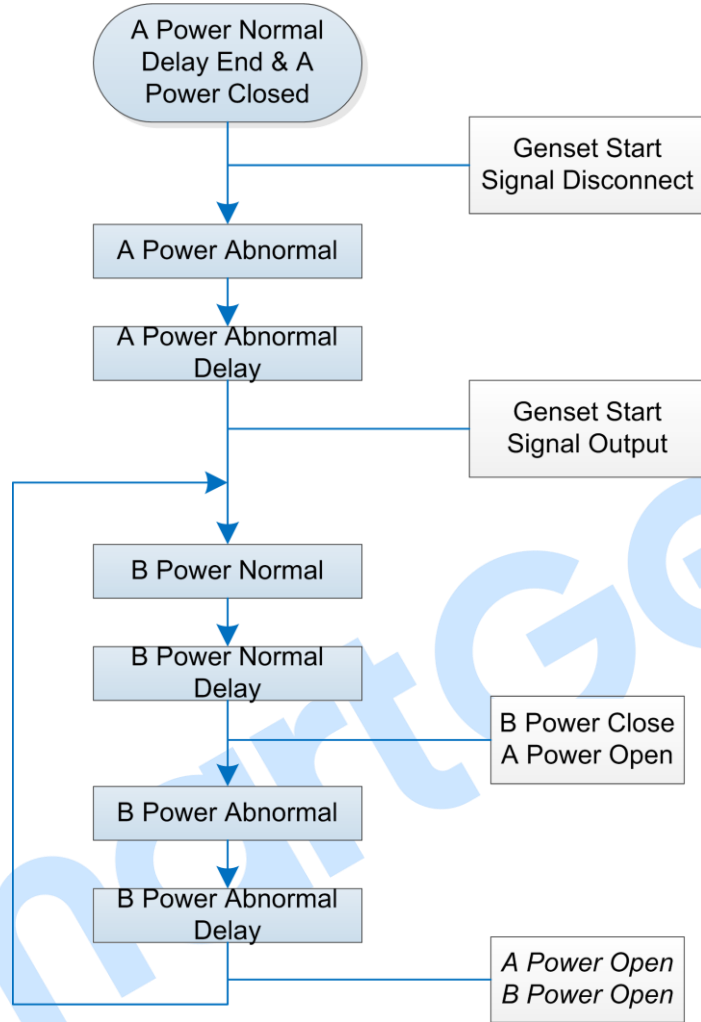 A Power Normal
Delay End & A
Power Closed
Genset Start
Signal Disconnect
A Power Abnormal
A Power Abnormal
Delay
Genset Start
Signal Output
B Power Normal
B Power Normal
Delay
B Power Close
A Power Open
B Power Abnormal
B Power Abnormal
Delay
A Power Open
B Power Open
martGe